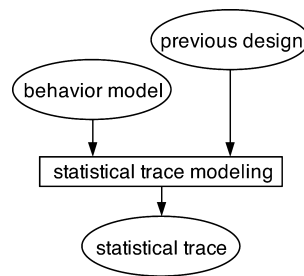 previous design
behavior model
statistical trace modeling
statistical trace